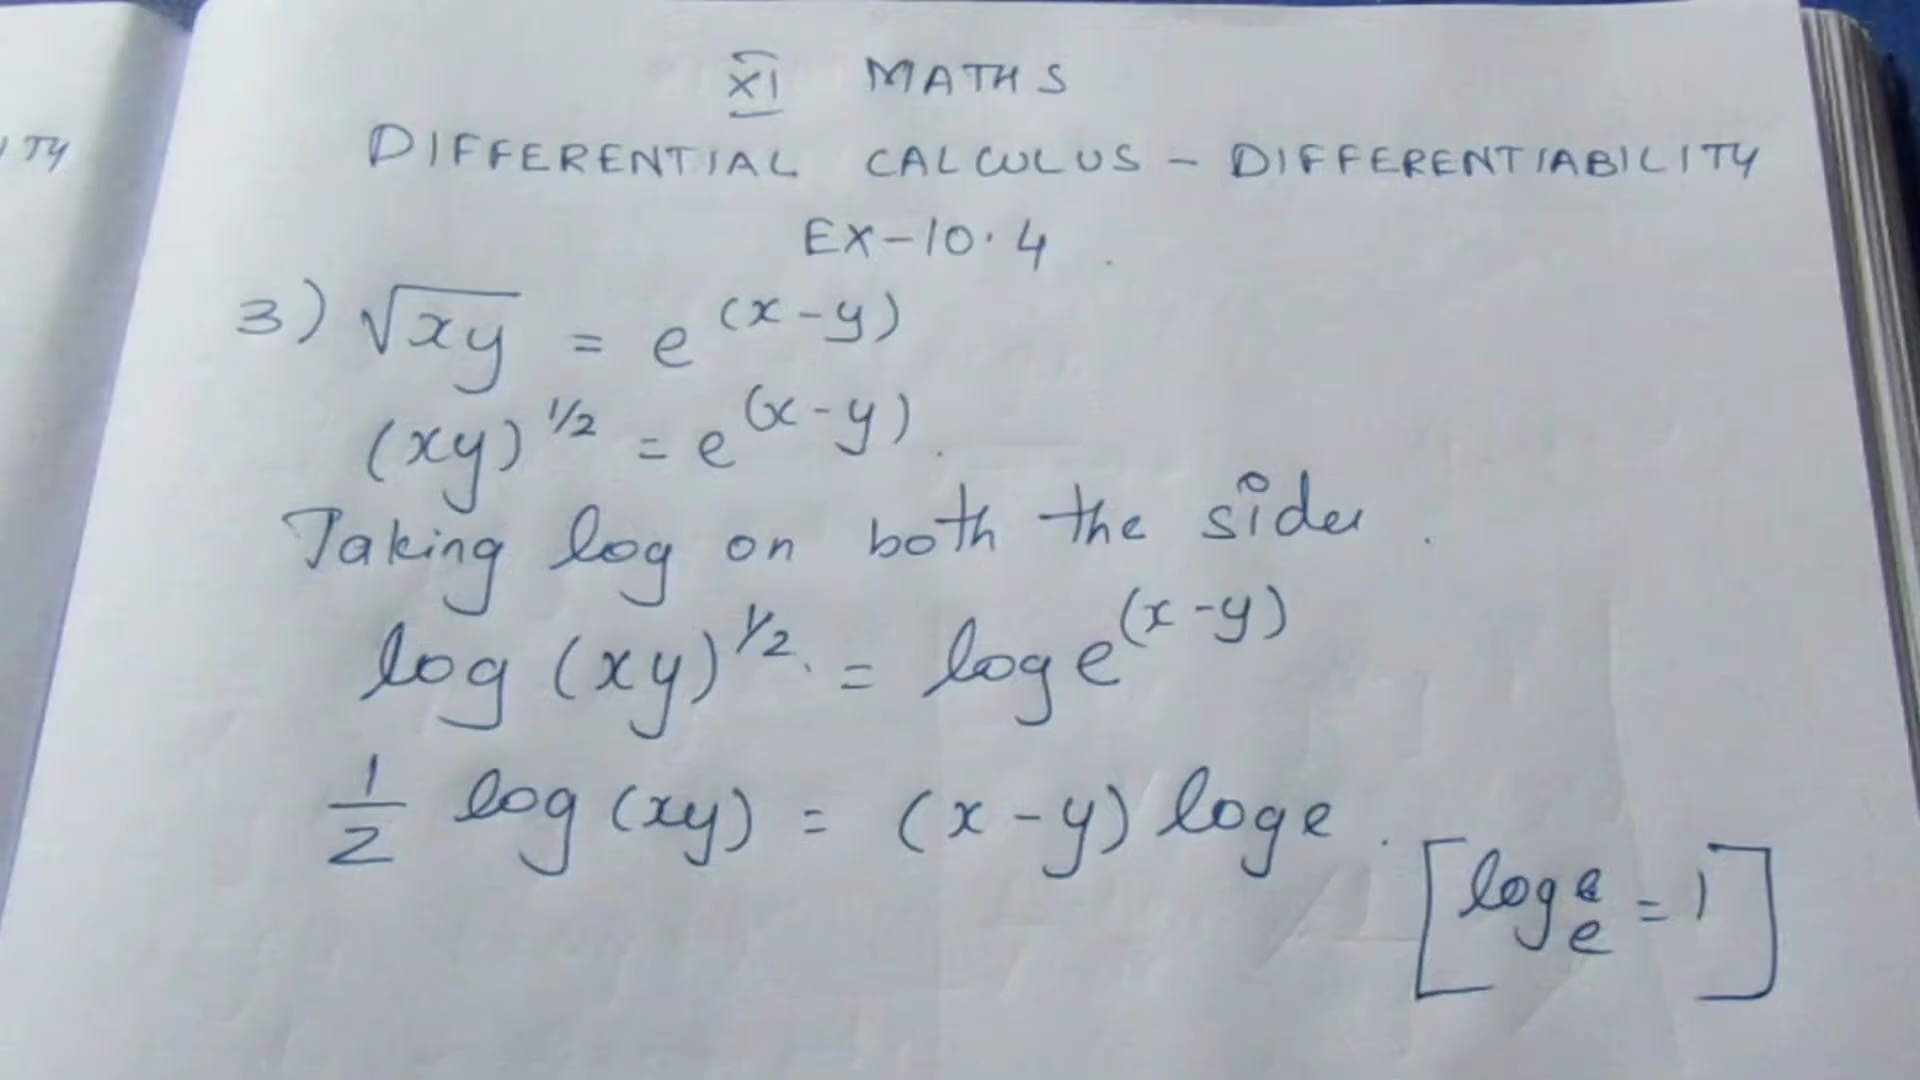 ITY
XI MATHS
DIFFERENTIAL CALCULUS - DIFFERENTIABILITY
EX-10.4
3) √xy = e^(x-y)
(xy)^1/2 = e^(x-y).
Taking log on both the sides.
log (xy)^1/2 = log e^(x-y)
1/2 log (xy) = (x-y) log e.
[log_e e = 1]